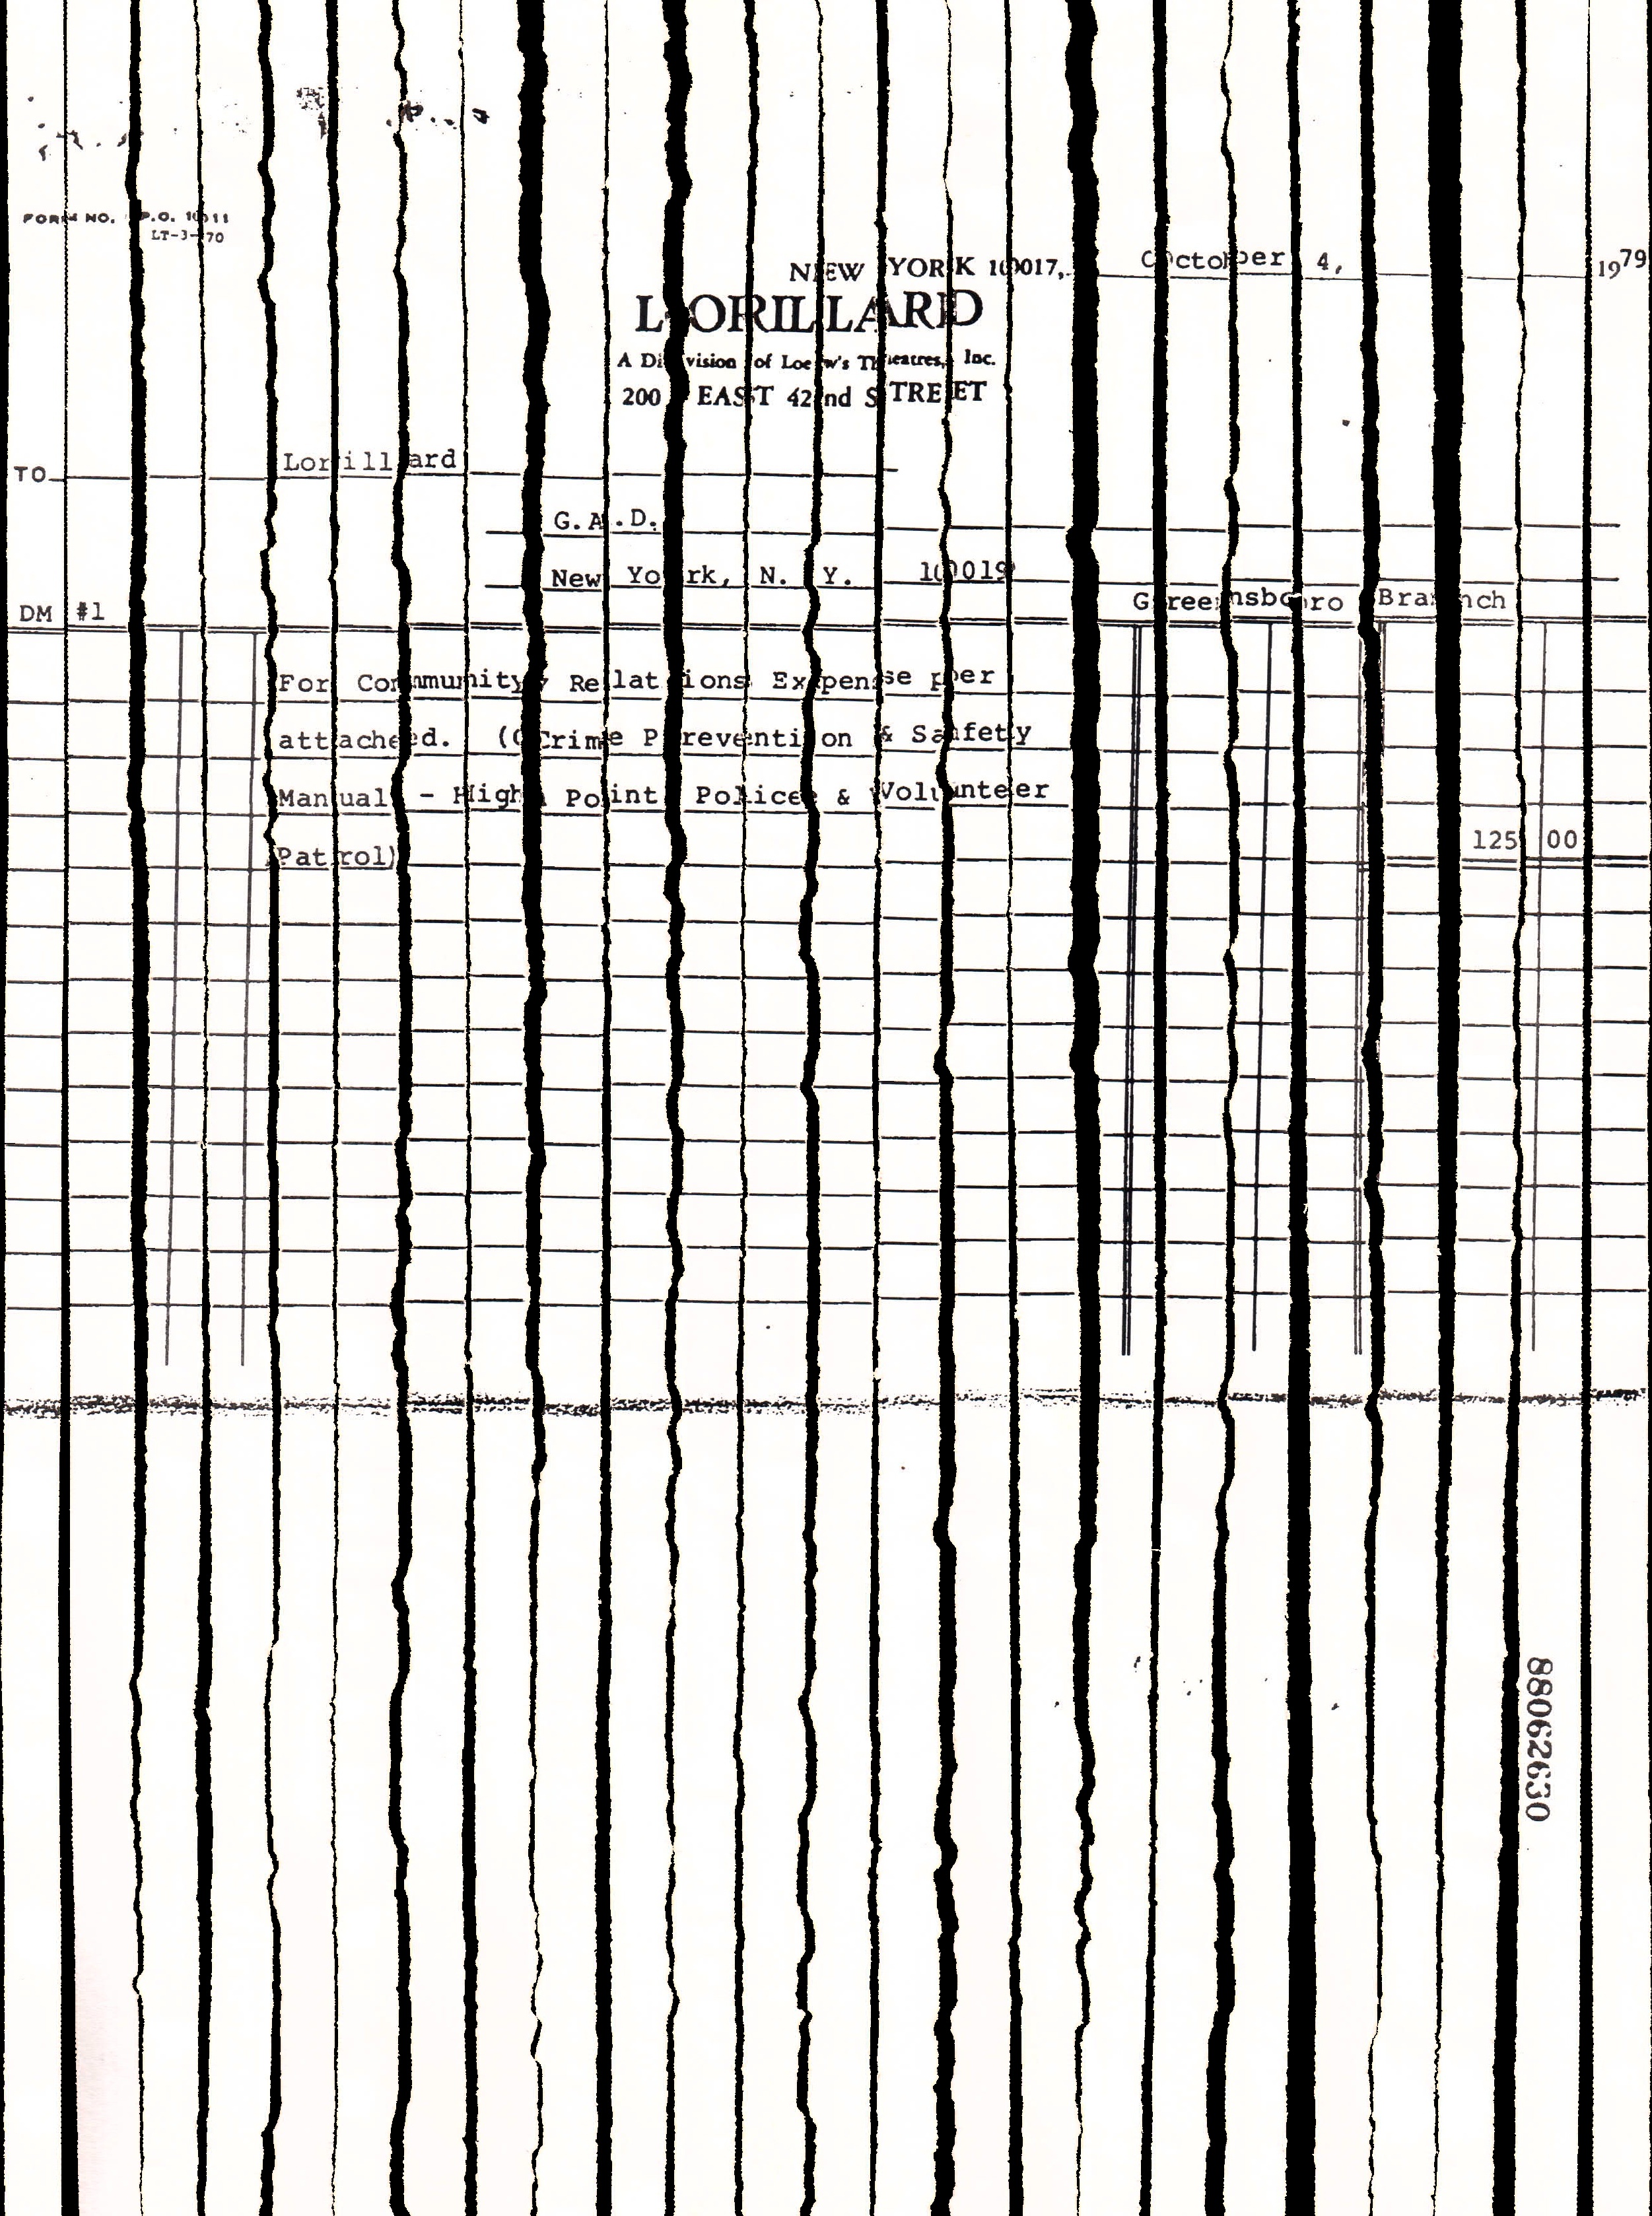 FORM NO. P.O. 10011
LT-3-70
NEW YORK 10017, October 4, 1979
LORILLARD
A Division of Loew's Theatres, Inc.
200 EAST 42nd STREET
TO Lorillard
G.A.D.
New York, N. Y. 10019
DM #1 Greensboro Branch
For Community Relations Expense per
attached. (Crime Prevention & Safety
Manual - High Point Police & Volunteer
Patrol) 125 00
88062630